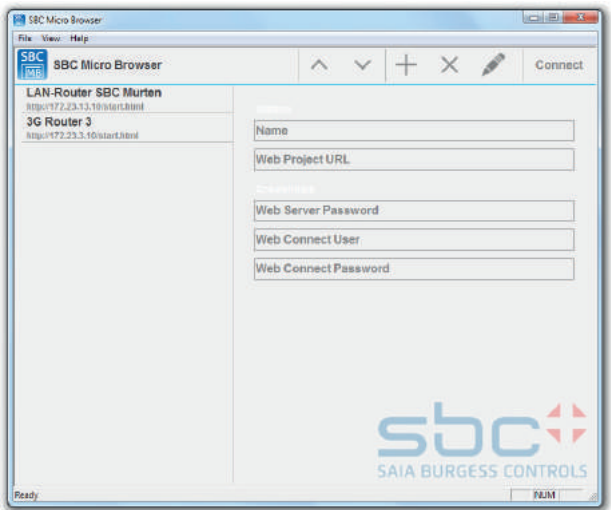 SBC Micro Browser
File View Help
SBC
MB
SBC Micro Browser
Connect
LAN-Router SBC Murten
http://172.23.13.10/start.html
3G Router 3
http://172.23.3.10/start.html
Name
Web Project URL
Web Server Password
Web Connect User
Web Connect Password
sbc
SAIA BURGESS CONTROLS
Ready
NUM